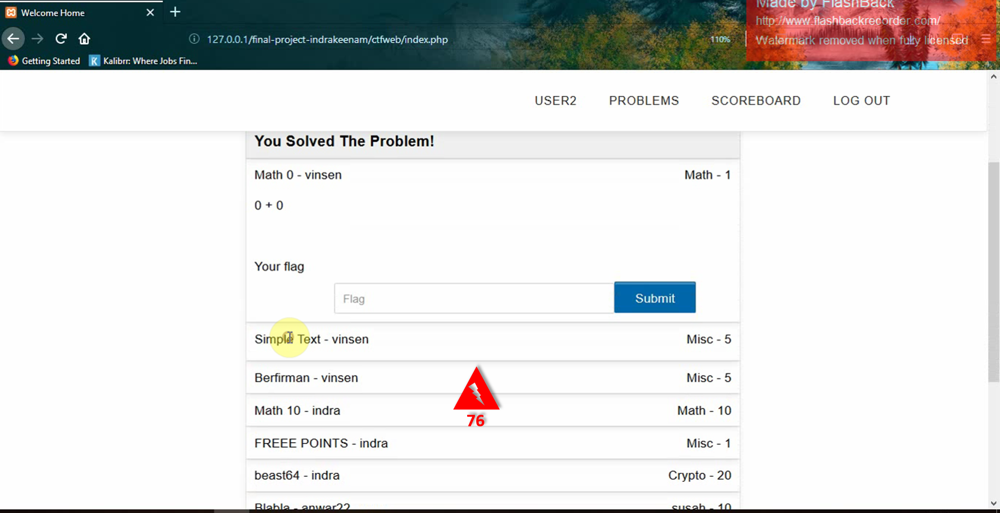 Welcome Home
Made by FlashBack
http://www.flashbackrecorder.com/
127.0.0.1/final-project-indrakeenam/ctfweb/index.php
110%
Watermark removed when fully licensed
Getting Started
Kalibrr: Where Jobs Fin...
USER2 PROBLEMS SCOREBOARD LOG OUT
You Solved The Problem!
Math 0 - vinsen Math - 1
0 + 0
Your flag
Flag Submit
Simple Text - vinsen Misc - 5
Berfirman - vinsen Misc - 5
Math 10 - indra Math - 10
76
FREEE POINTS - indra Misc - 1
beast64 - indra Crypto - 20
Blabla - anwar22 susah - 10